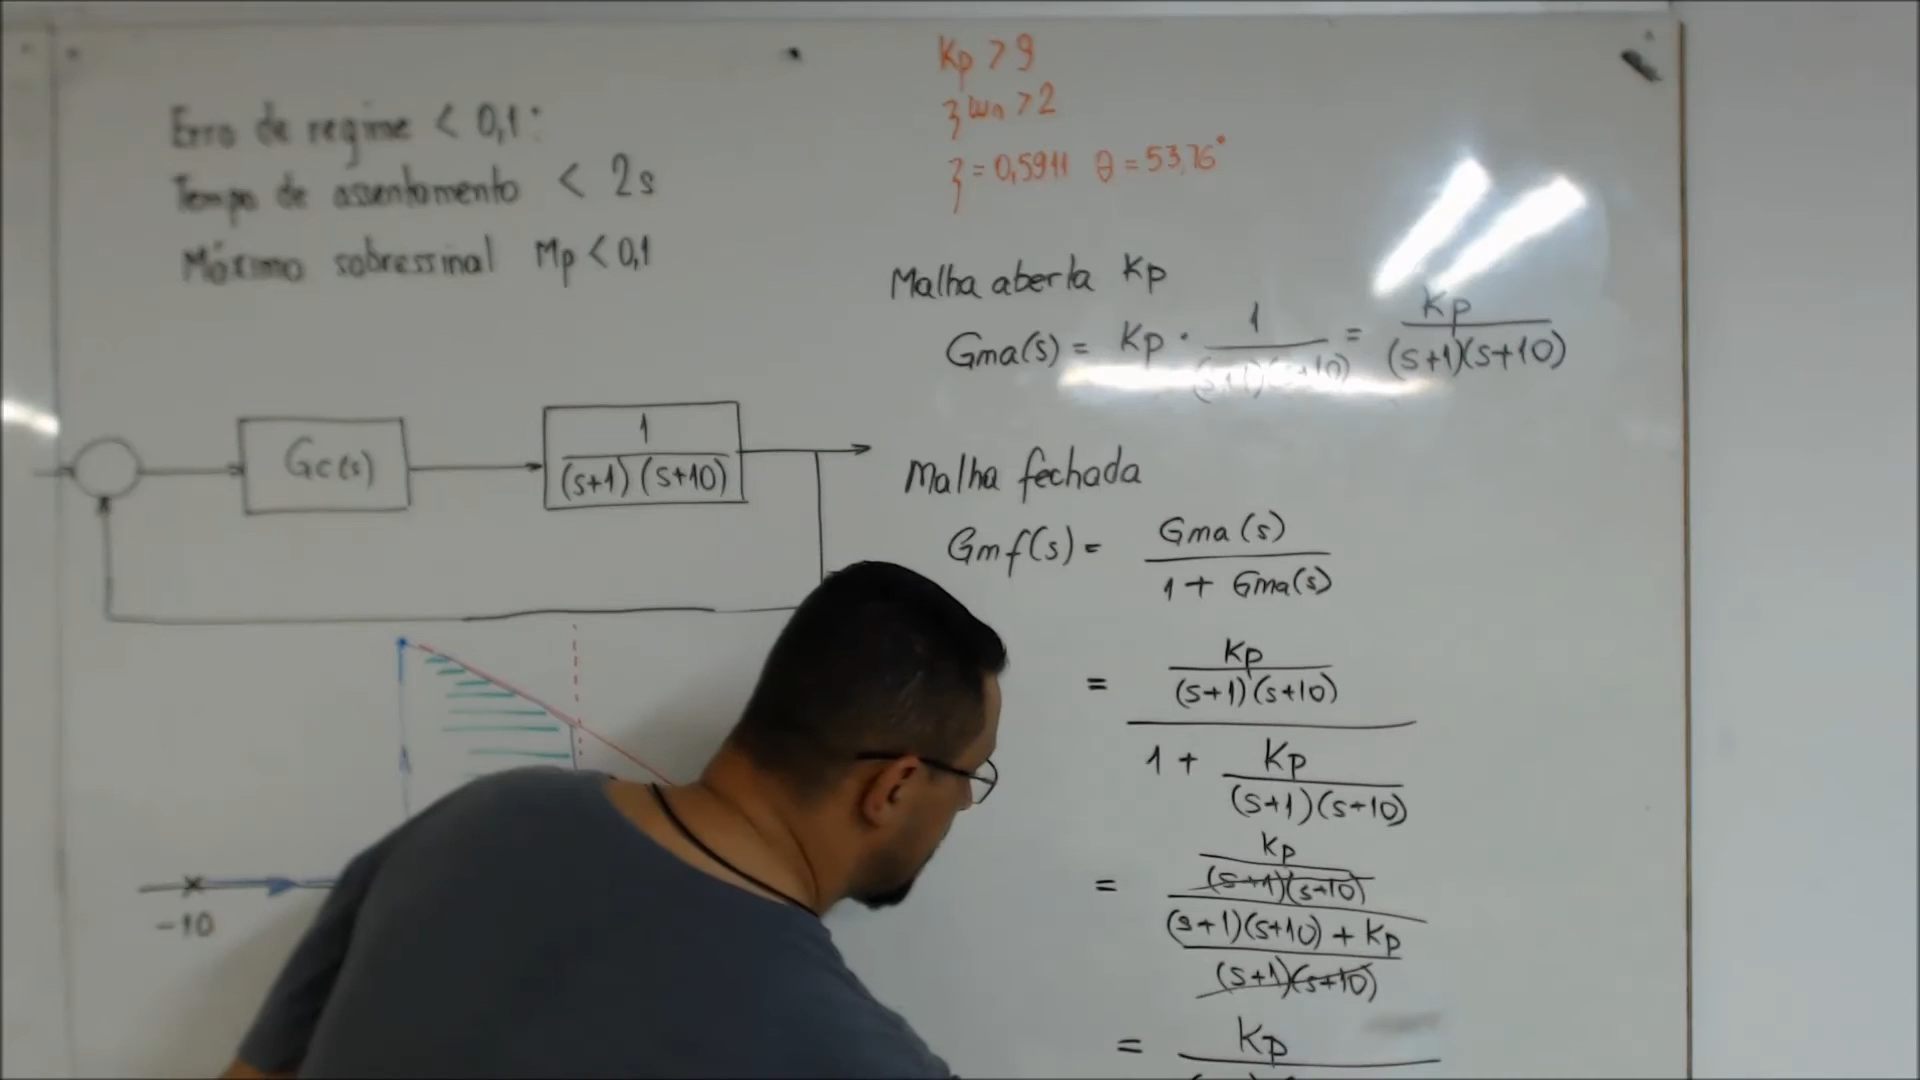 Erro de regime < 0,1:
Tempo de assentamento < 2s
Máximo sobressinal Mp < 0,1
Gc(s)
1
(s+1) (s+10)
-10
Kp > 9
ξ ωn > 2
ξ = 0,5911 θ = 53,76°
Malha aberta Kp
Gma(s) = Kp · 1/(s+1)(s+10) = Kp/(s+1)(s+10)
Malha fechada
Gmf(s) = Gma(s)
1 + Gma(s)
= Kp
(s+1)(s+10)
1 + Kp
(s+1)(s+10)
Kp
= (s+1)(s+10)
(s+1)(s+10) + Kp
(s+1)(s+10)
= Kp